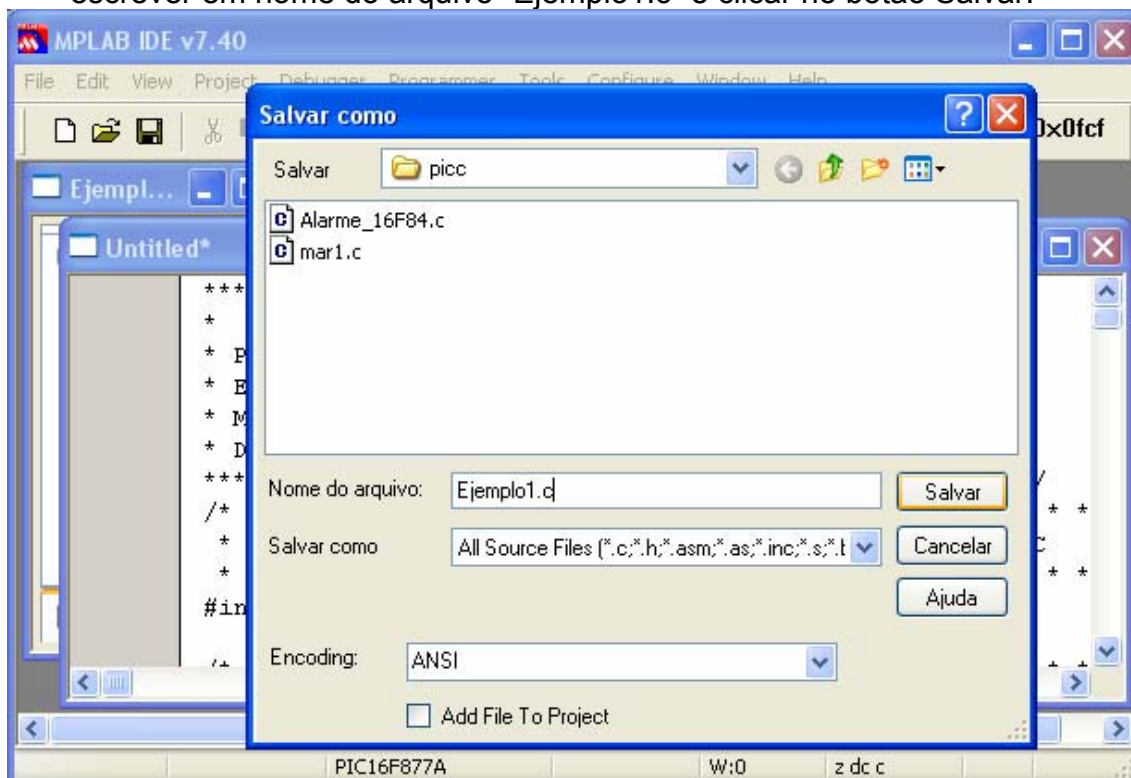 escrever em nome do arquivo "Ejemplo1.c" e clicar no botão Salvar.
MPLAB IDE v7.40
File Edit View Project Debugger Programmer Tools Configure Window Help
Salvar como
0x0fcf
Salvar
picc
Ejempl...
Alarme_16F84.c
mar1.c
Untitled*
***
*
* P
* E
* M
* D
****
/
Nome do arquivo:
Ejemplo1.c
Salvar
/*
* *
Salvar como
All Source Files (*.c;*.h;*.asm;*.as;*.inc;*.s;*.t
Cancelar
*
C
*
* *
Ajuda
#in
Encoding:
ANSI
/*
* *
Add File To Project
PIC16F877A
W:0
z dc c